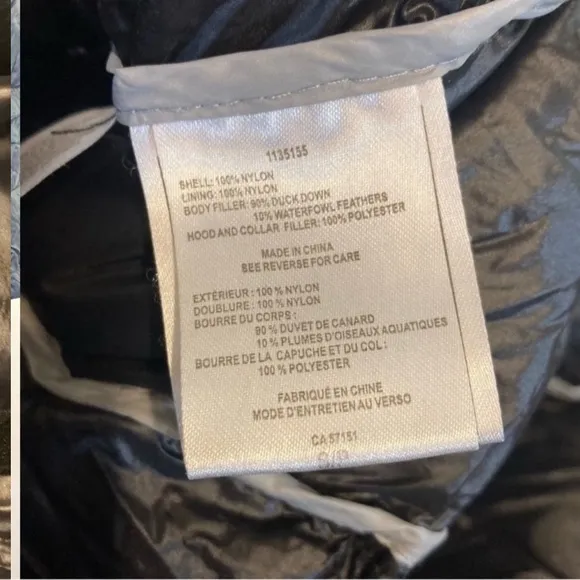 1135155
SHELL: 100% NYLON
LINING: 100% NYLON
BODY FILLER: 90% DUCK DOWN
10% WATERFOWL FEATHERS
HOOD AND COLLAR FILLER: 100% POLYESTER
MADE IN CHINA
SEE REVERSE FOR CARE
EXTÉRIEUR : 100 % NYLON
DOUBLURE : 100 % NYLON
BOURRE DU CORPS :
90 % DUVET DE CANARD
10 % PLUMES D'OISEAUX AQUATIQUES
BOURRE DE LA CAPUCHE ET DU COL :
100 % POLYESTER
FABRIQUÉ EN CHINE
MODE D'ENTRETIEN AU VERSO
CA 57151